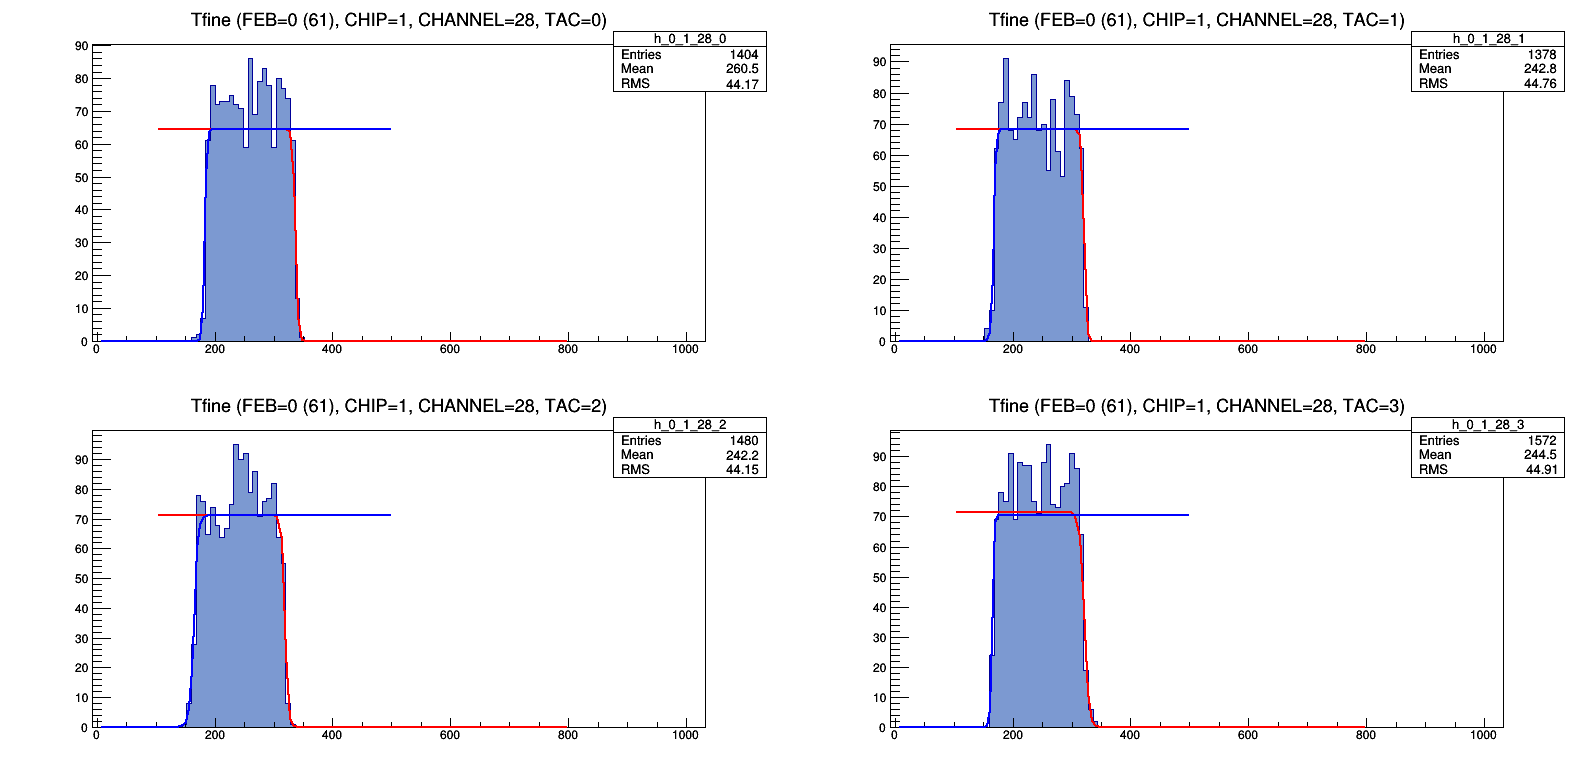 Tfine (FEB=0 (61), CHIP=1, CHANNEL=28, TAC=0)
h_0_1_28_0
Entries 1404
Mean 260.5
RMS 44.17
90
80
70
60
50
40
30
20
10
0
0 200 400 600 800 1000
Tfine (FEB=0 (61), CHIP=1, CHANNEL=28, TAC=1)
h_0_1_28_1
Entries 1378
Mean 242.8
RMS 44.76
90
80
70
60
50
40
30
20
10
0
0 200 400 600 800 1000
Tfine (FEB=0 (61), CHIP=1, CHANNEL=28, TAC=2)
h_0_1_28_2
Entries 1480
Mean 242.2
RMS 44.15
90
80
70
60
50
40
30
20
10
0
0 200 400 600 800 1000
Tfine (FEB=0 (61), CHIP=1, CHANNEL=28, TAC=3)
h_0_1_28_3
Entries 1572
Mean 244.5
RMS 44.91
90
80
70
60
50
40
30
20
10
0
0 200 400 600 800 1000